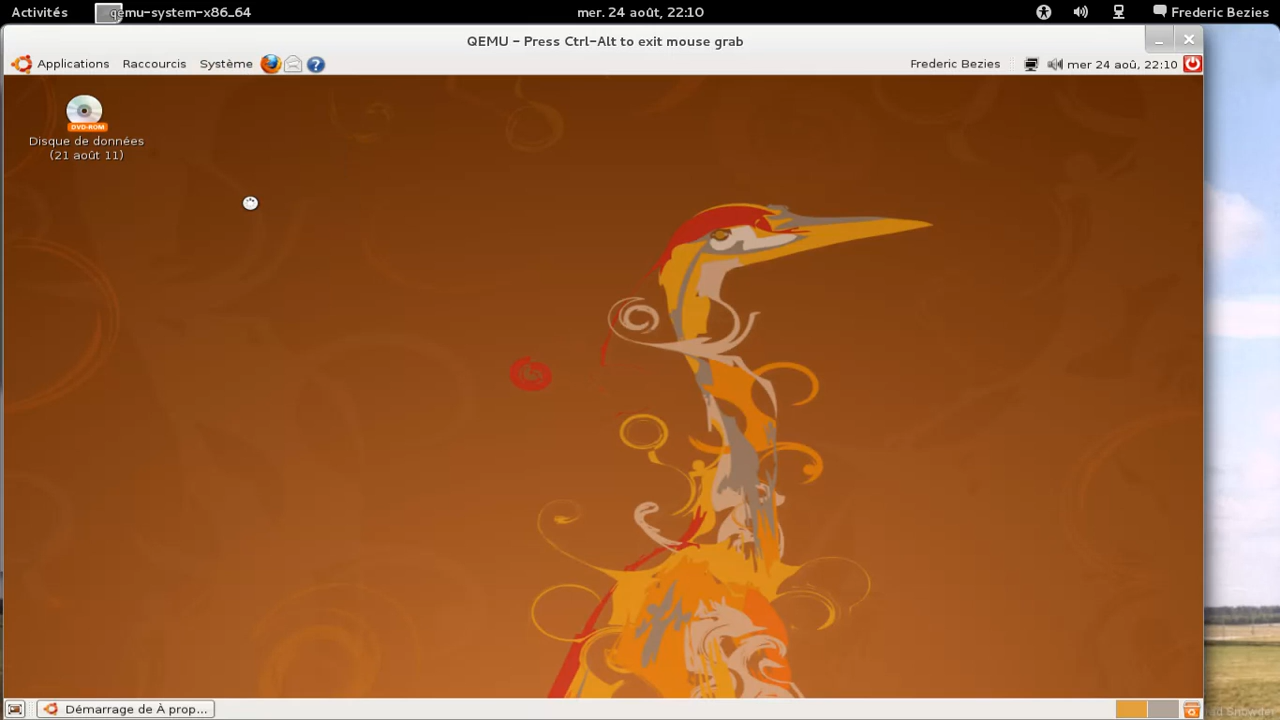 Activités
qemu-system-x86_64
mer. 24 août, 22:10
Frederic Bezies
QEMU - Press Ctrl-Alt to exit mouse grab
Applications
Raccourcis
Système
Frederic Bezies
mer 24 aoû, 22:10
DVD-ROM
Disque de données
(21 août 11)
Démarrage de À prop...
Snowder